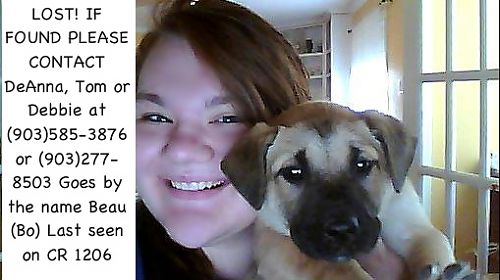 LOST! IF
FOUND PLEASE
CONTACT
DeAnna, Tom or
Debbie at
(903)585-3876
or (903)277-
8503 Goes by
the name Beau
(Bo) Last seen
on CR 1206